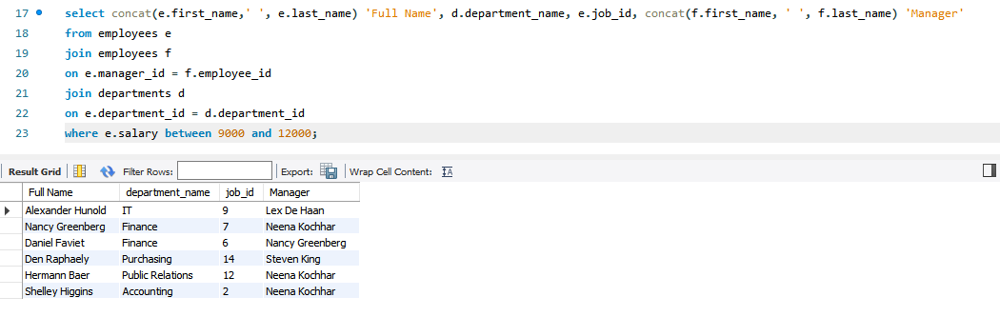 17 select concat(e.first_name,' ', e.last_name) 'Full Name', d.department_name, e.job_id, concat(f.first_name, ' ', f.last_name) 'Manager'
18 from employees e
19 join employees f
20 on e.manager_id = f.employee_id
21 join departments d
22 on e.department_id = d.department_id
23 where e.salary between 9000 and 12000;
Result Grid Filter Rows: Export: Wrap Cell Content: IA
Full Name department_name job_id Manager
Alexander Hunold IT 9 Lex De Haan
Nancy Greenberg Finance 7 Neena Kochhar
Daniel Faviet Finance 6 Nancy Greenberg
Den Raphaely Purchasing 14 Steven King
Hermann Baer Public Relations 12 Neena Kochhar
Shelley Higgins Accounting 2 Neena Kochhar